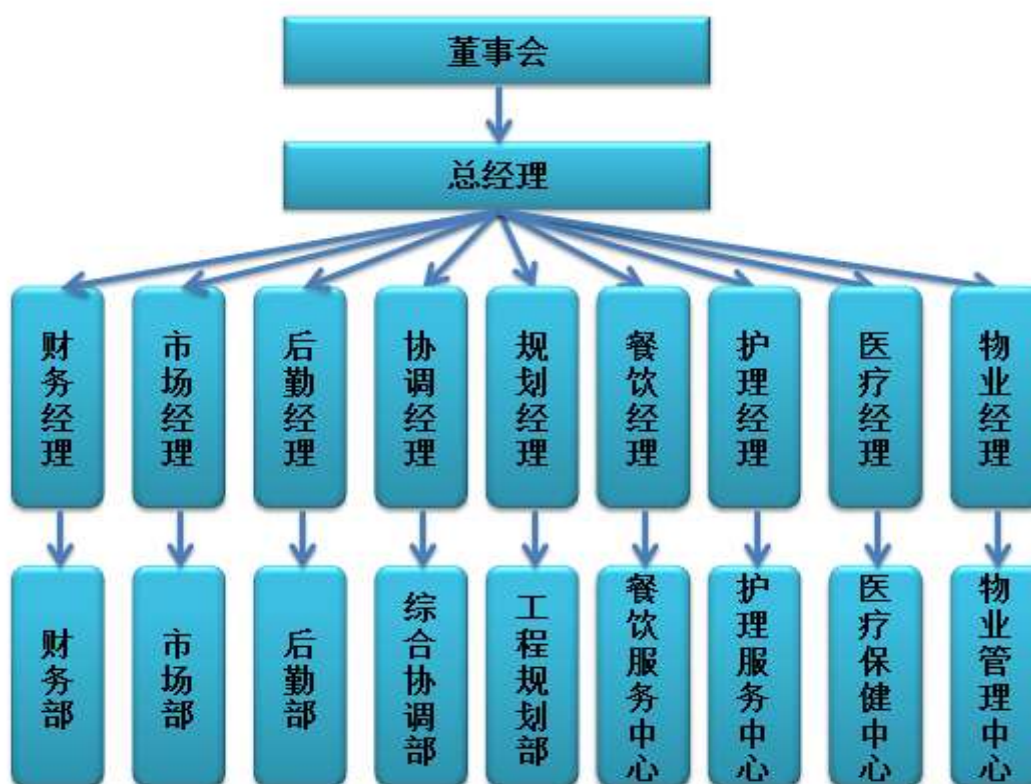 董事会
总经理
财务经理
市场经理
后勤经理
协调经理
规划经理
餐饮经理
护理经理
医疗经理
物业经理
财务部
市场部
后勤部
综合协调部
工程规划部
餐饮服务中心
护理服务中心
医疗保健中心
物业管理中心